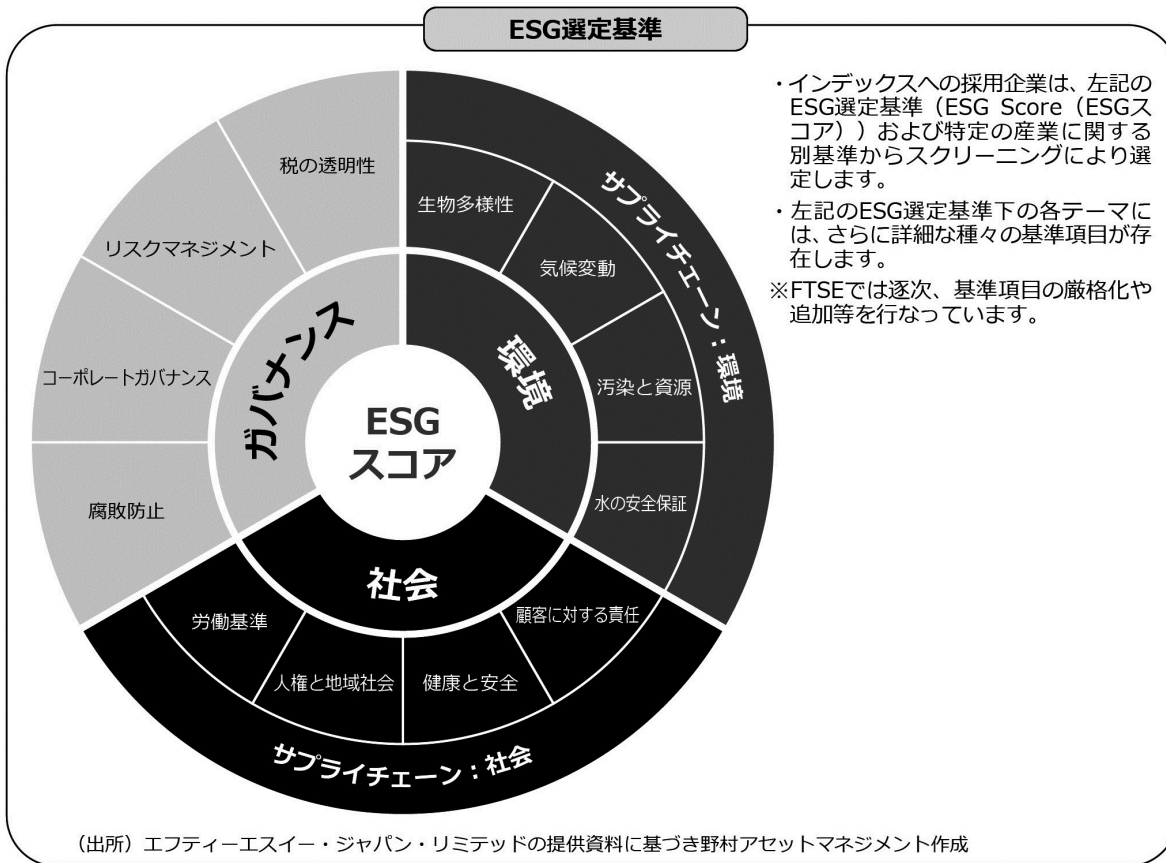 ESG選定基準
税の透明性
リスクマネジメント
コーポレートガバナンス
腐敗防止
ガバナンス
生物多様性
気候変動
汚染と資源
水の安全保証
環境
サプライチェーン：環境
ESG
スコア
社会
労働基準
人権と地域社会
健康と安全
顧客に対する責任
サプライチェーン：社会
・インデックスへの採用企業は、左記の
ESG選定基準（ESG Score（ESGス
コア））および特定の産業に関する
別基準からスクリーニングにより選
定します。
・左記のESG選定基準下の各テーマに
は、さらに詳細な種々の基準項目が存
在します。
※FTSEでは逐次、基準項目の厳格化や
追加等を行なっています。
（出所）エフティーエスイー・ジャパン・リミテッドの提供資料に基づき野村アセットマネジメント作成